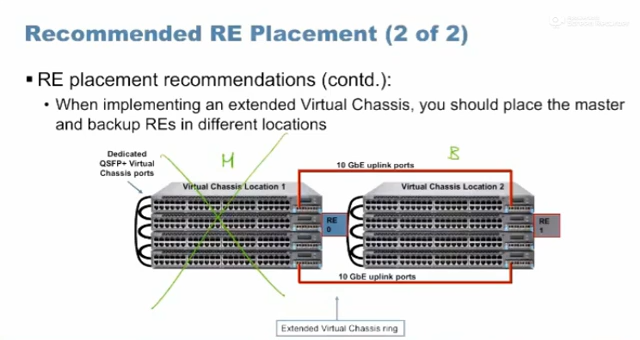 Recommended RE Placement (2 of 2)
▪ RE placement recommendations (contd.):
• When implementing an extended Virtual Chassis, you should place the master
and backup REs in different locations
Dedicated
QSFP+ Virtual
Chassis ports
M
B
10 GbE uplink ports
Virtual Chassis Location 1
Virtual Chassis Location 2
RE
0
RE
1
10 GbE uplink ports
Extended Virtual Chassis ring